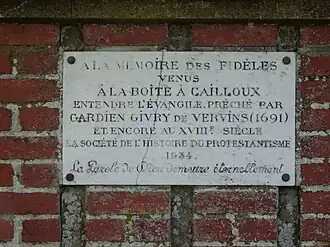 A LA MÉMOIRE DES FIDÈLES
VENUS
À LA BOÎTE À CAILLOUX
ENTENDRE L'ÉVANGILE, PRÊCHÉ PAR
GARDIEN GIVRY DE VERVINS (1691)
ET ENCORE AU XVIIIE SIÈCLE
LA SOCIÉTÉ DE L'HISTOIRE DU PROTESTANTISME
1934.
La Parole de Dieu demeure éternellement